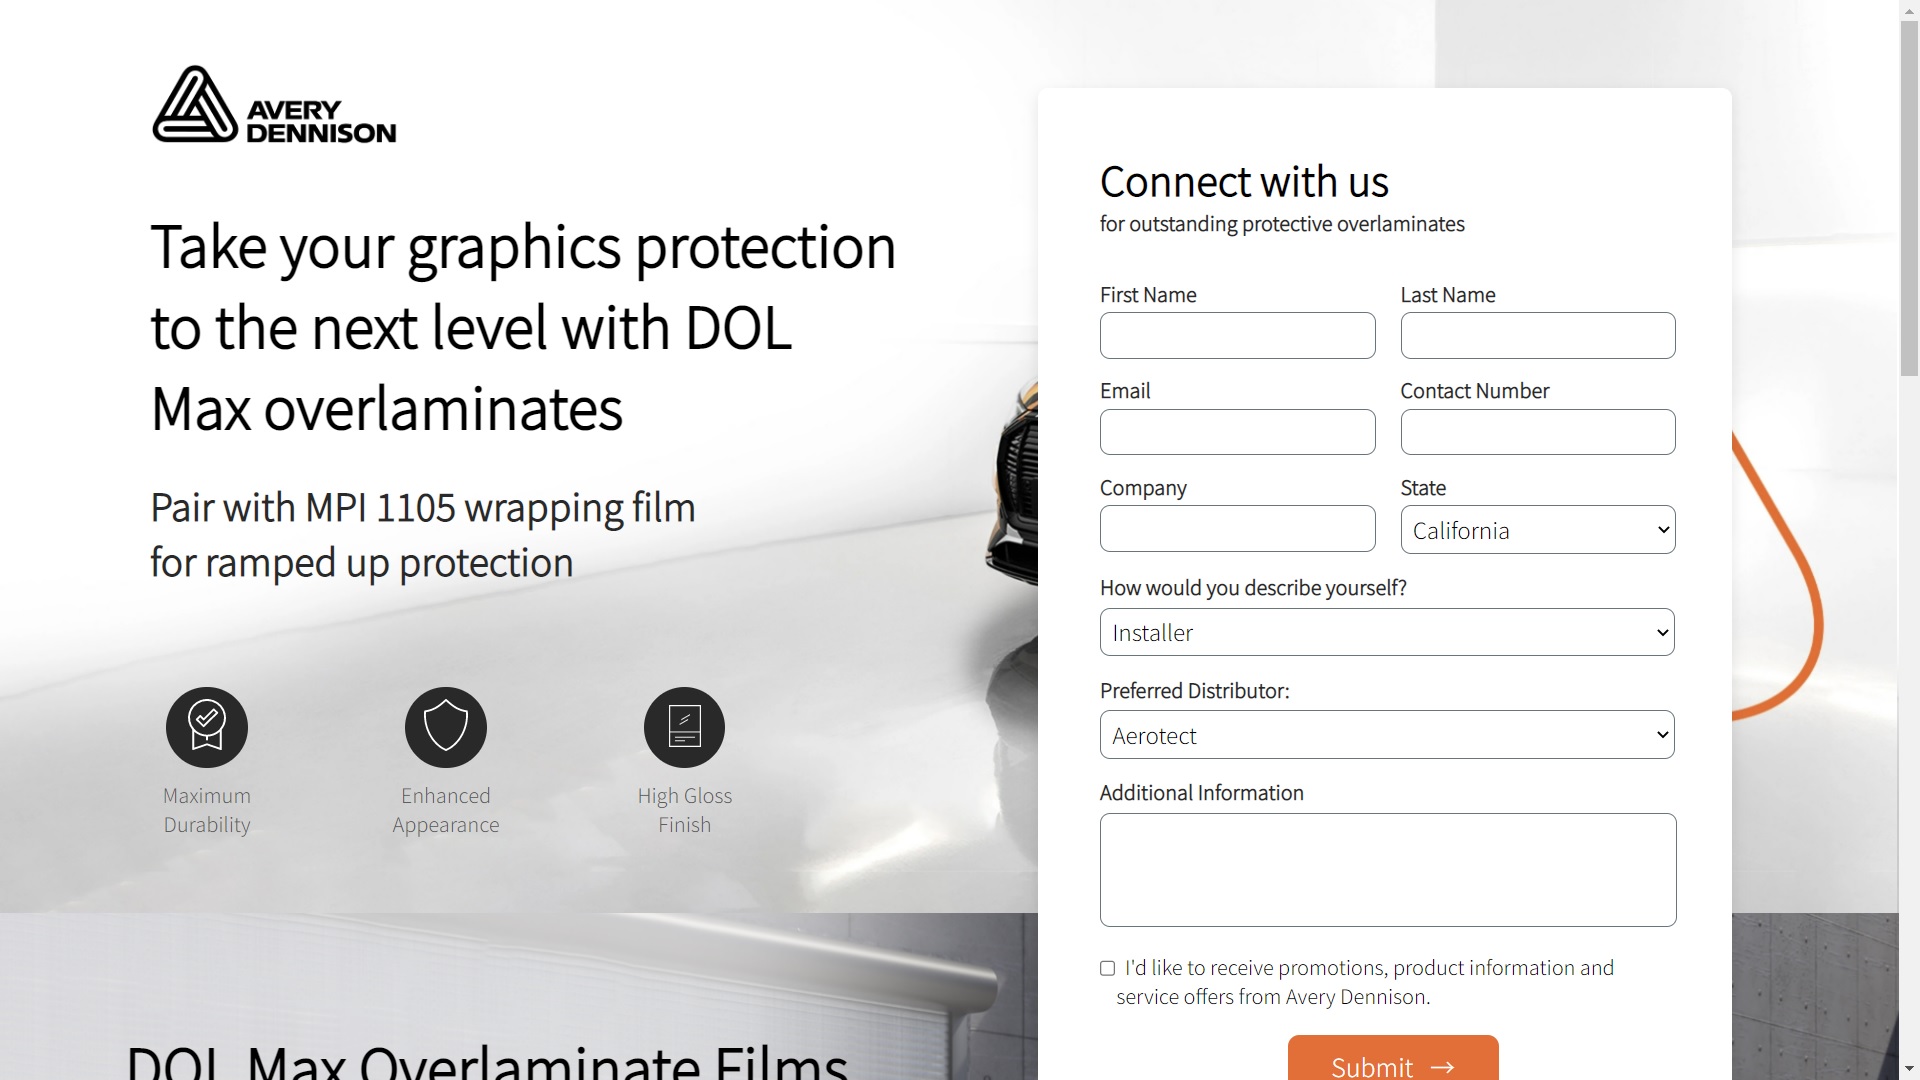 AVERY
DENNISON
Take your graphics protection
to the next level with DOL
Max overlaminates
Pair with MPI 1105 wrapping film
for ramped up protection
Maximum
Durability
Enhanced
Appearance
High Gloss
Finish
DOL Max Overlaminate Films
Connect with us
for outstanding protective overlaminates
First Name
Last Name
Email
Contact Number
Company
State
California
How would you describe yourself?
Installer
Preferred Distributor:
Aerotect
Additional Information
I'd like to receive promotions, product information and
service offers from Avery Dennison.
Submit →